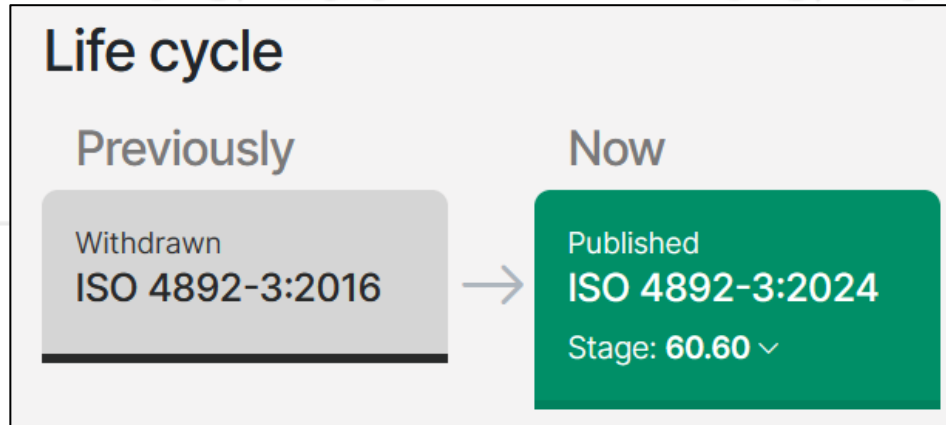 Life cycle
Previously
Now
Withdrawn
ISO 4892-3:2016
Published
ISO 4892-3:2024
Stage: 60.60